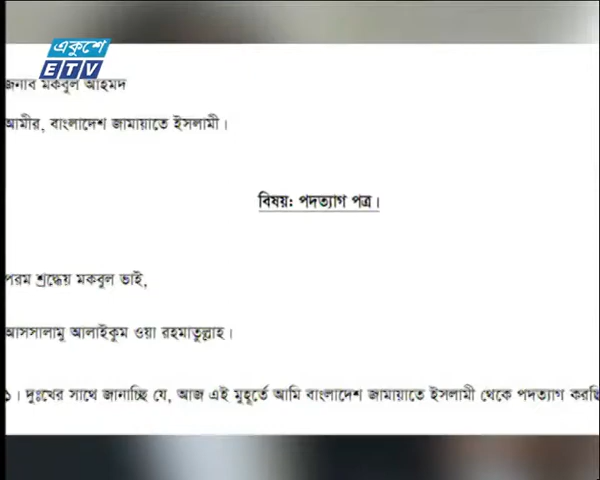 একুশে
ETV
জনাব মকবুল আহমদ
আমীর, বাংলাদেশ জামায়াতে ইসলামী।
বিষয়: পদত্যাগ পত্র।
পরম শ্রদ্ধেয় মকবুল ভাই,
আসসালামু আলাইকুম ওয়া রহমাতুল্লাহ।
১। দুঃখের সাথে জানাচ্ছি যে, আজ এই মুহূর্তে আমি বাংলাদেশ জামায়াতে ইসলামী থেকে পদত্যাগ করছি